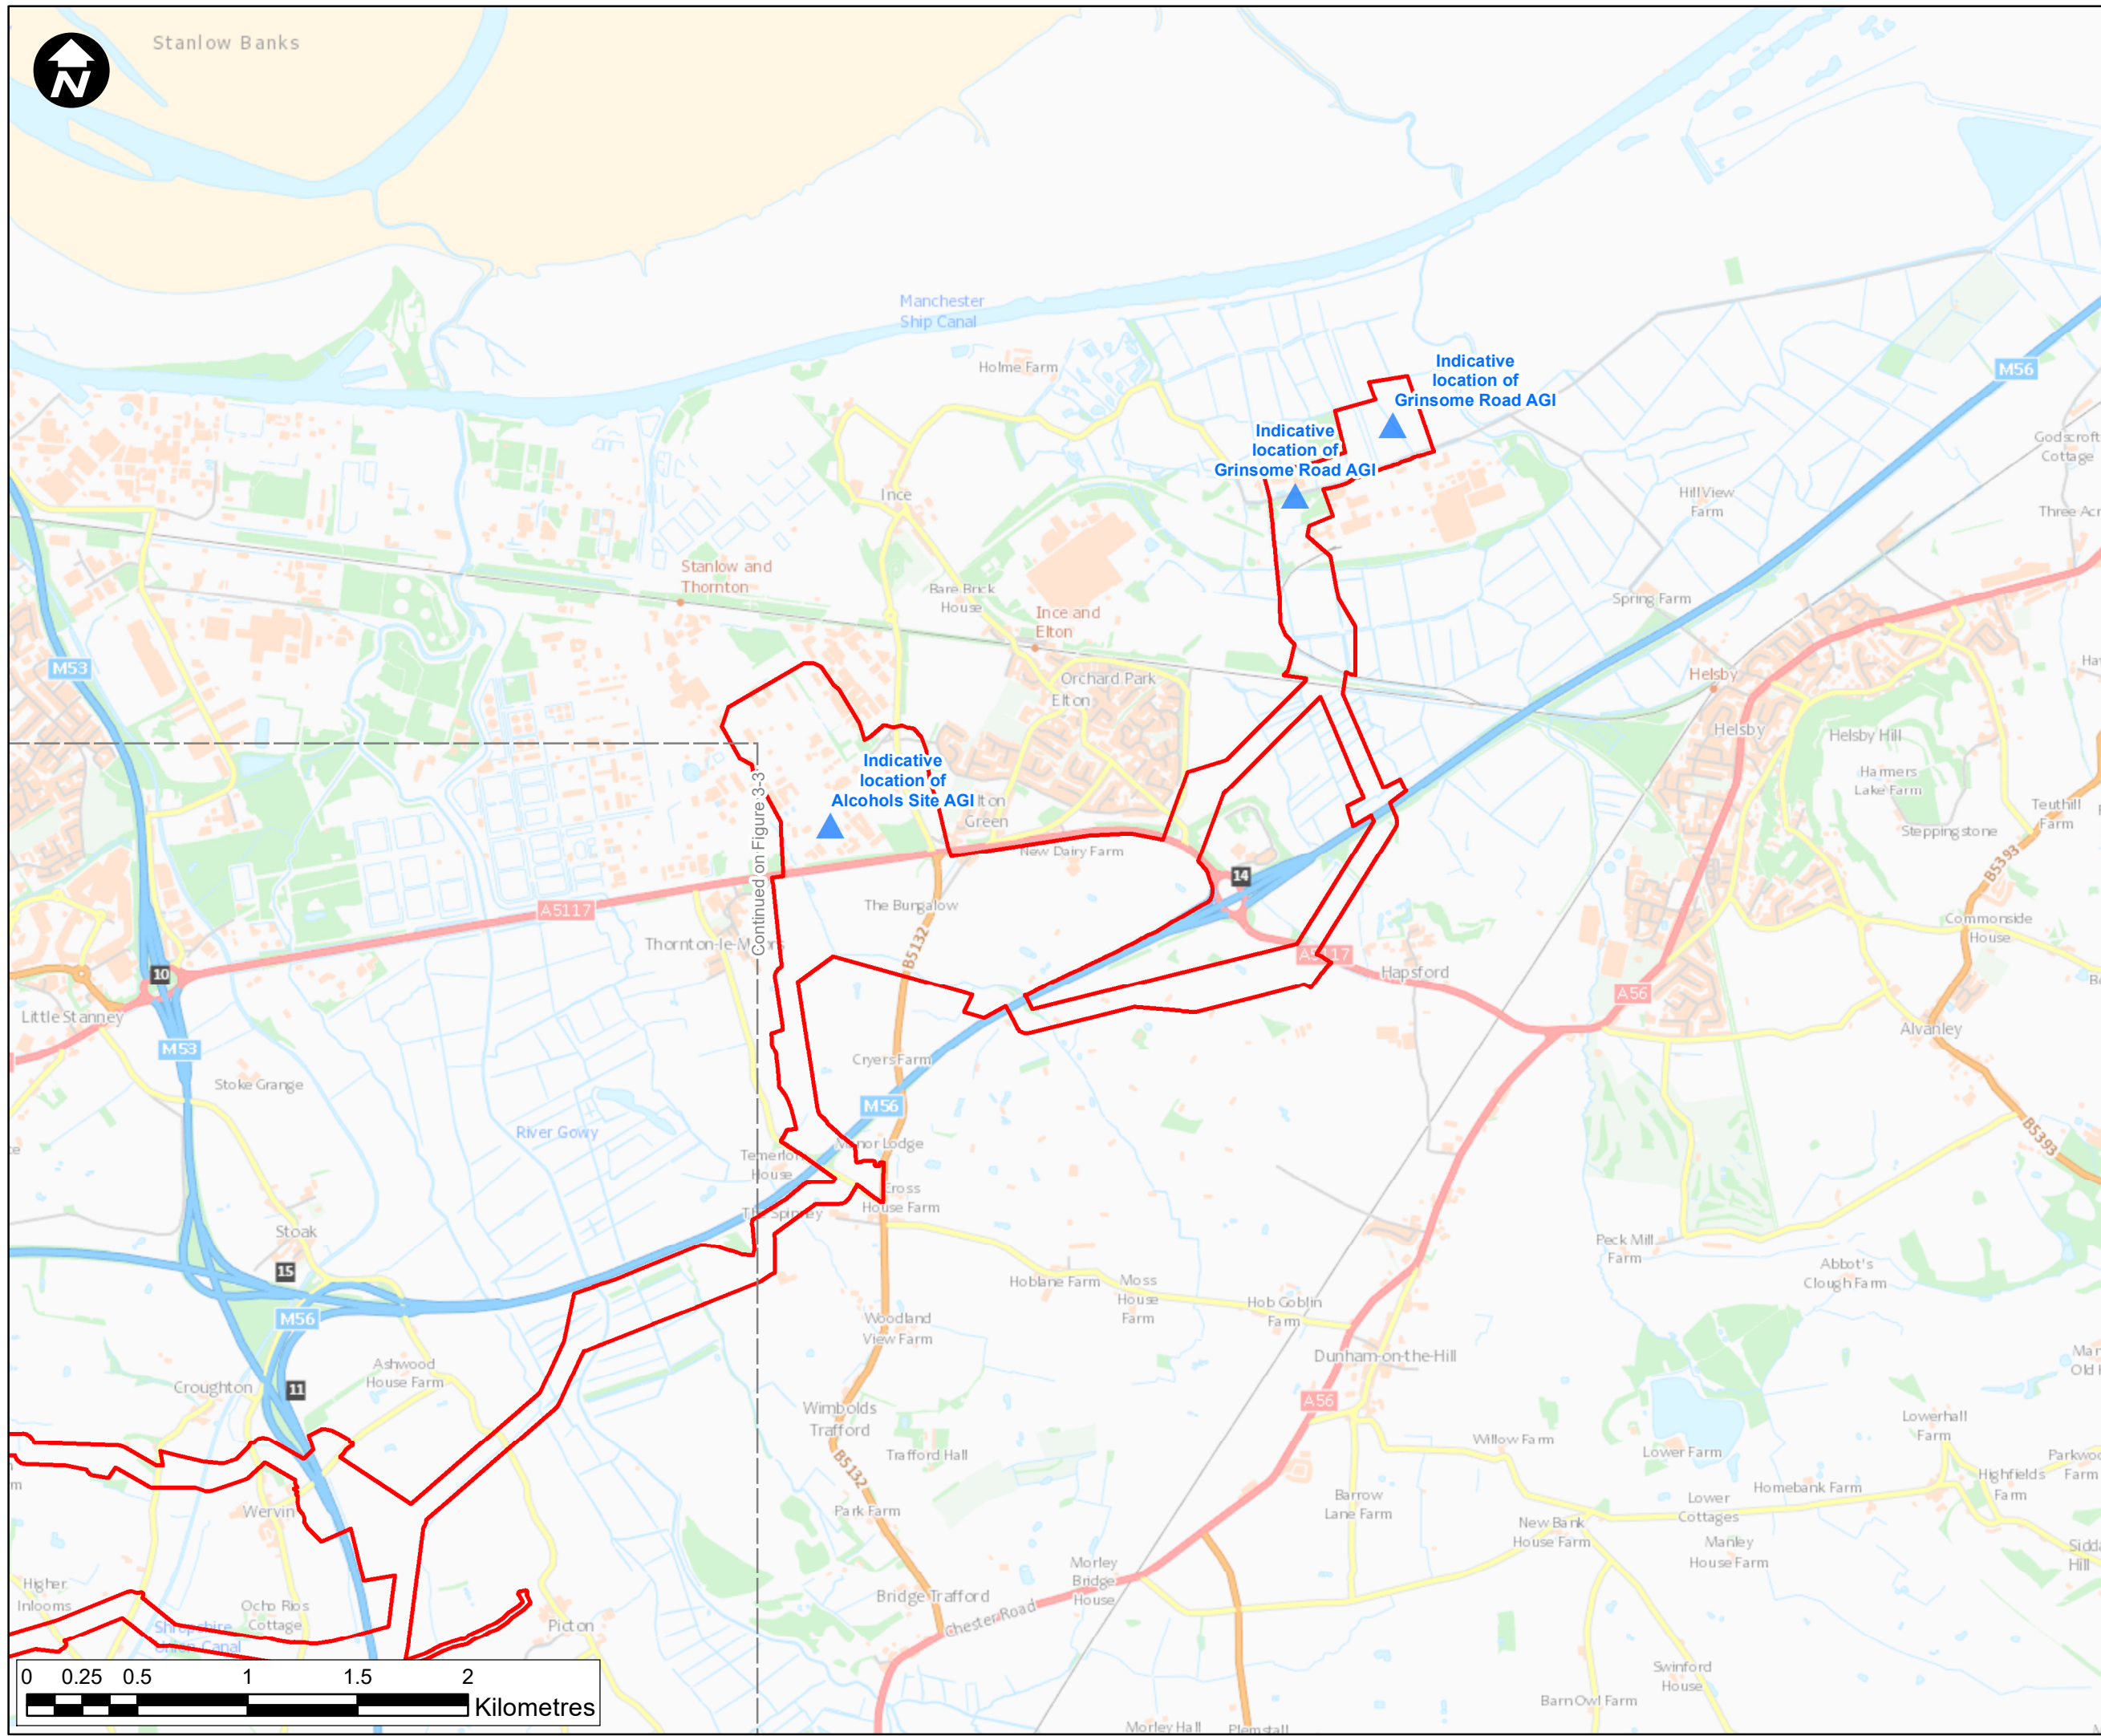 Stanlow Banks
N
Manchester
Ship Canal
Holme Farm
Indicative
location of
Grinsome Road AGI
M56
Indicative
location of
Grinsome Road AGI
Godscroft
Cottage
Ince
Hill View
Farm
Three Acr
Stanlow and
Thornton
Bare Brick
House
Ince and
Elton
Spring Farm
M53
Orchard Park
Elton
Helsby
Helsby
Helsby Hill
Harmers
Lake Farm
Indicative
location of
Alcohols Site AGI
Green
Teuthill
Farm
Steppingstone
New Dairy Farm
B5393
14
Continued on Figure 3-3
A5117
The Bungalow
Commonside
House
Thornton-le-Moors
B5132
A5117
Hapsford
10
A56
Little Stanney
Alvanley
M53
Cryers Farm
Stoke Grange
M56
River Gowy
Manor Lodge
B5393
Temerloh
House
Cross
House Farm
The Spinney
Stoak
Peck Mill
Farm
15
Abbot's
Clough Farm
Hoblane Farm
Moss
House
Farm
Hob Goblin
Farm
M56
Woodland
View Farm
Dunham-on-the-Hill
Ashwood
House Farm
Croughton
11
A56
Wimbolds
Trafford
Lowerhall
Farm
Willow Farm
Trafford Hall
Lower Farm
Parkwoo
Farm
B5132
Highfields
Farm
Homebank Farm
Barrow
Lane Farm
Lower
Cottages
Wervin
Park Farm
New Bank
House Farm
Manley
House Farm
Morley
Bridge
House
Higher
Inlooms
Bridge Trafford
Ocho Rios
Cottage
Chester Road
Shropshire
Union Canal
Picton
Swinford
House
Barn Owl Farm
Morley Hall
Plemstall
0 0.25 0.5 1 1.5 2
Kilometres